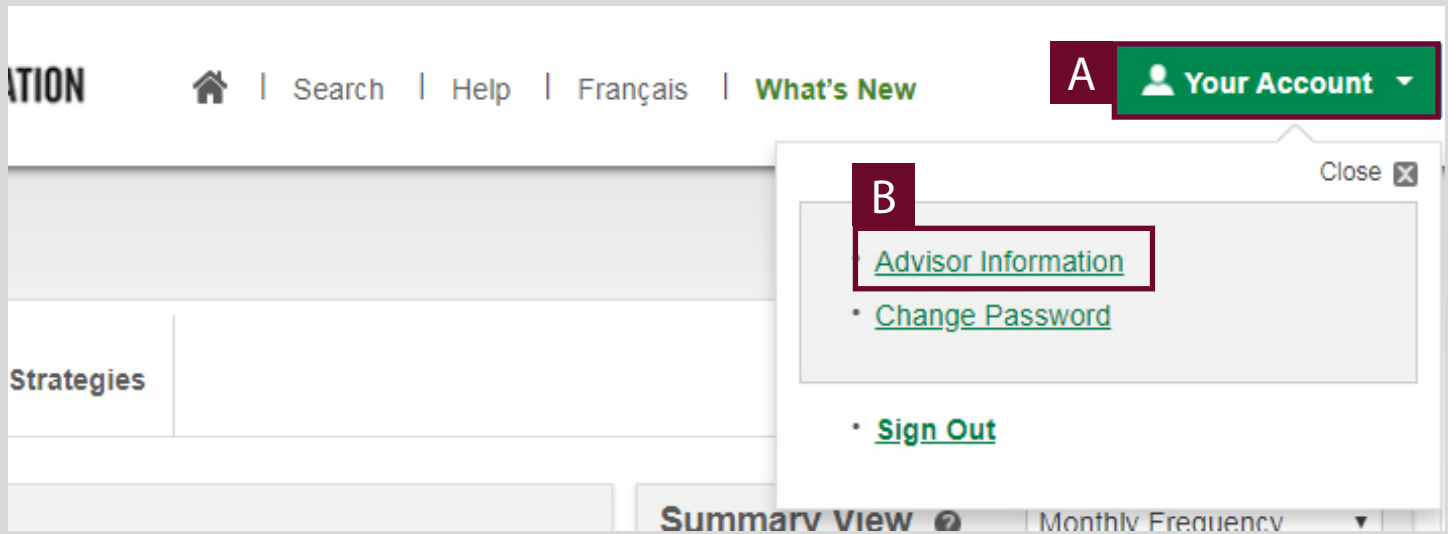 ATION | Search | Help | Français | What's New
A Your Account
Close
B
Advisor Information
Change Password
Strategies
Sign Out
Summary View
Monthly Frequency